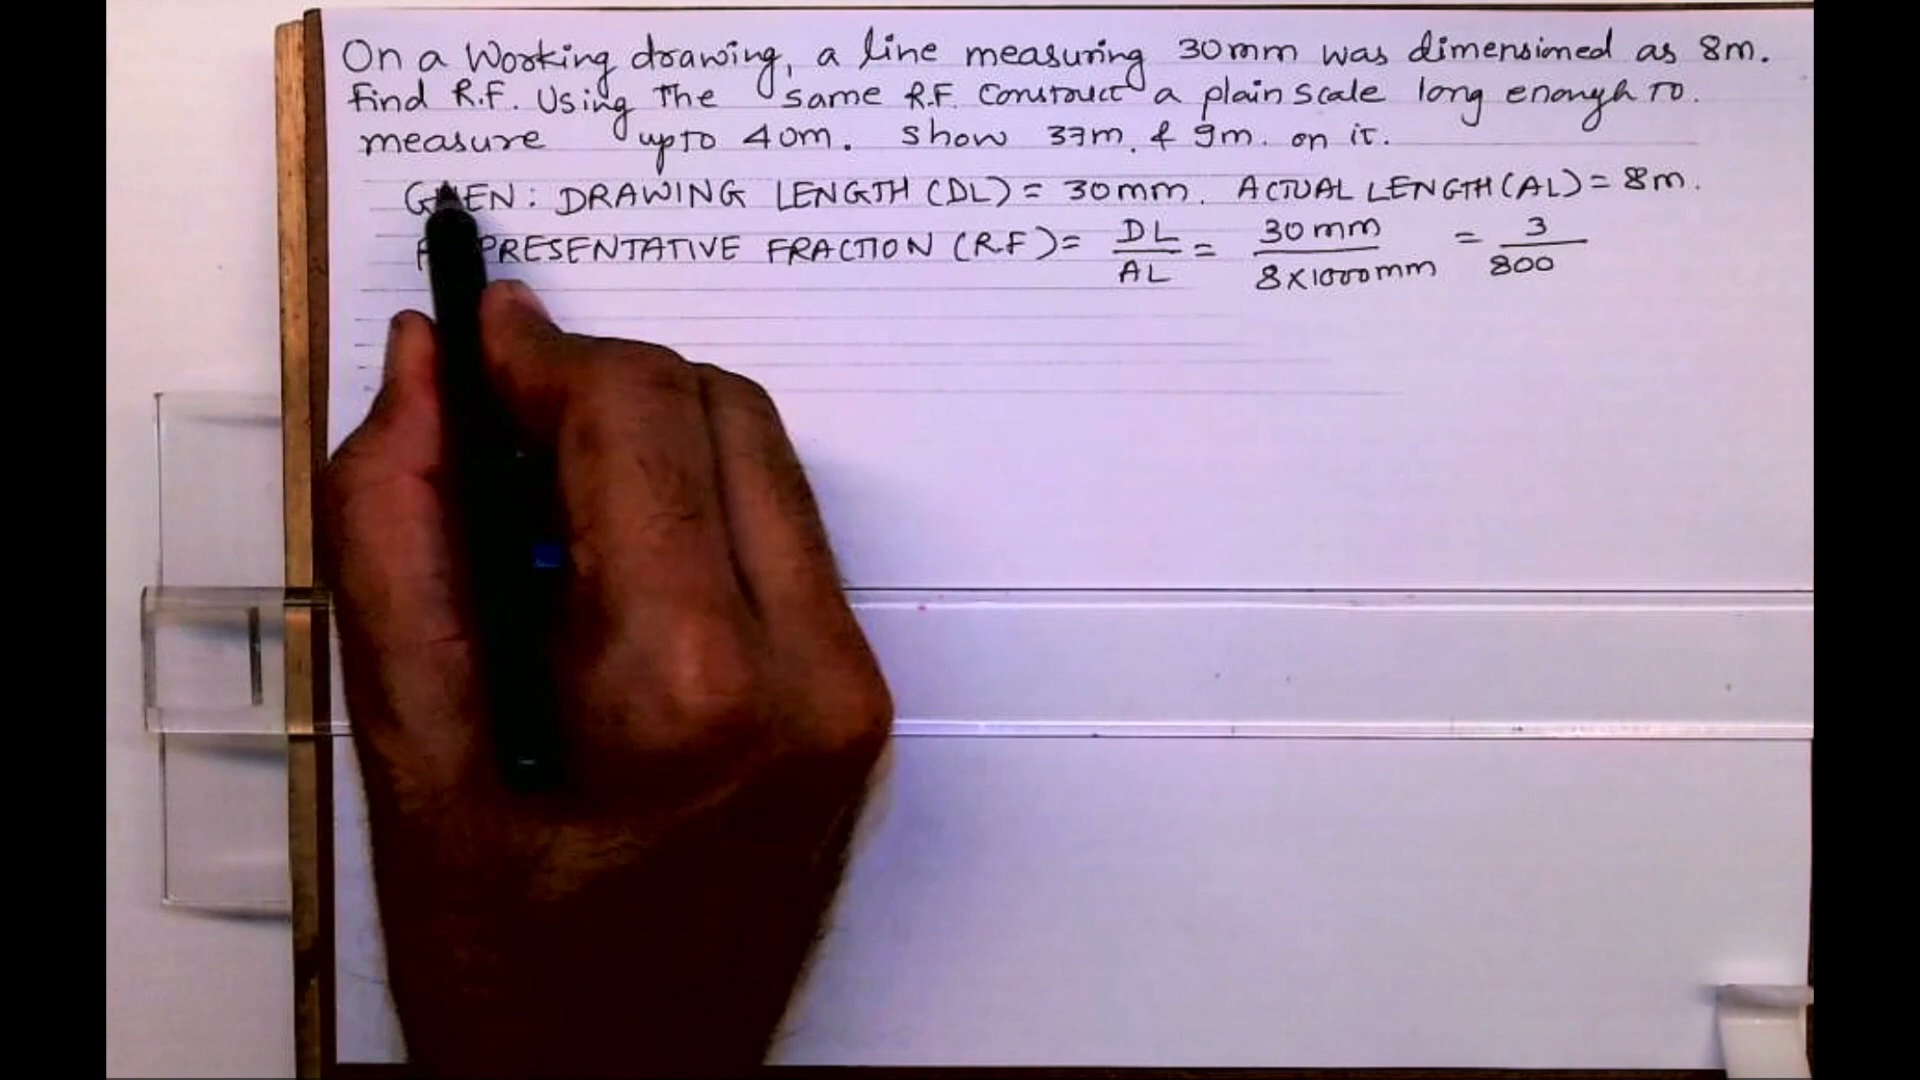 On a Working drawing, a line measuring 30mm was dimensioned as 8m.
find R.F. Using The same R.F. Construct a plain scale long enough To.
measure upto 40m. Show 37m. & 9m. on it.
DRAWING LENGTH (DL) = 30mm. ACTUAL LENGTH (AL) = 8m.
FRACTION (R.F) = DL/AL = 30mm/8x1000mm = 3/800